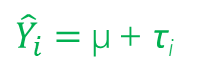 Ŷᵢ = μ + τᵢ